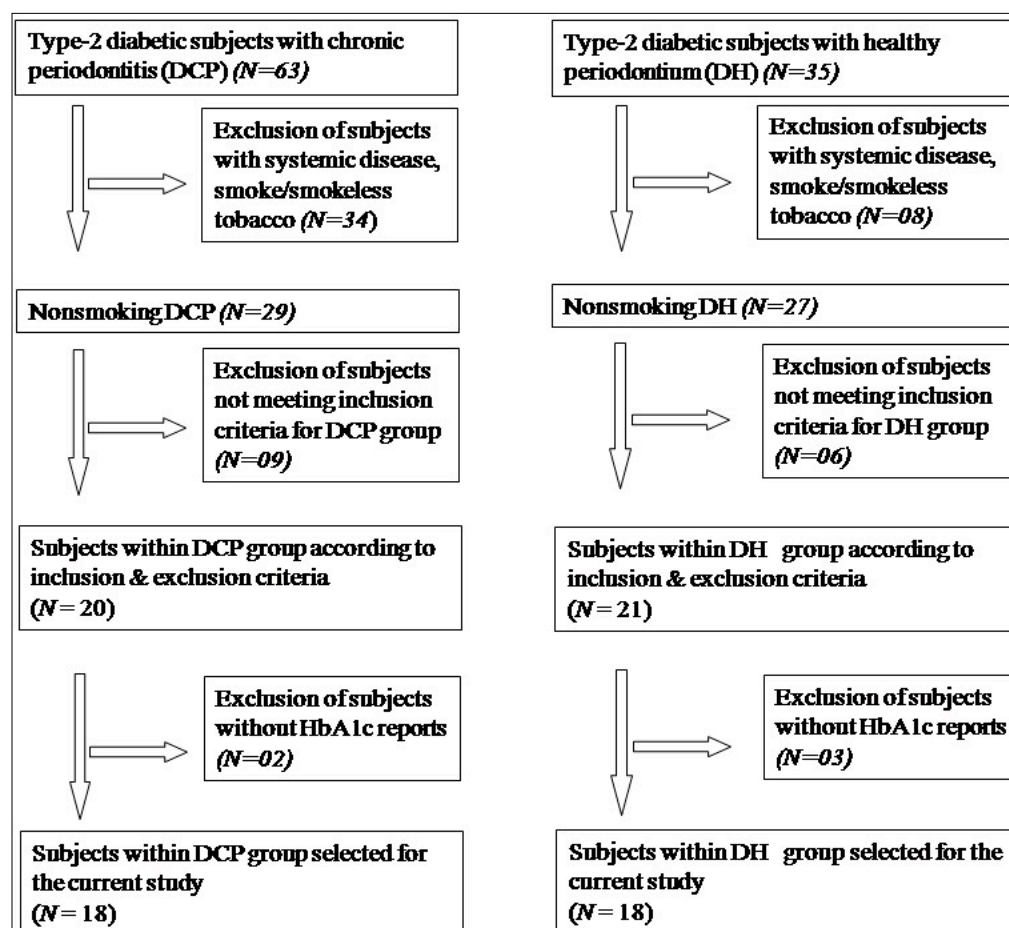 Type-2 diabetic subjects with chronic
periodontitis (DCP) (N=63)
Exclusion of subjects
with systemic disease,
smoke/smokeless
tobacco (N=34)
Nonsmoking DCP (N=29)
Exclusion of subjects
not meeting inclusion
criteria for DCP group
(N=09)
Subjects within DCP group according to
inclusion & exclusion criteria
(N= 20)
Exclusion of subjects
without HbA1c reports
(N=02)
Subjects within DCP group selected for
the current study
(N= 18)
Type-2 diabetic subjects with healthy
periodontium (DH) (N=35)
Exclusion of subjects
with systemic disease,
smoke/smokeless
tobacco (N=08)
Nonsmoking DH (N=27)
Exclusion of subjects
not meeting inclusion
criteria for DH group
(N=06)
Subjects within DH group according to
inclusion & exclusion criteria
(N= 21)
Exclusion of subjects
without HbA1c reports
(N=03)
Subjects within DH group selected for the
current study
(N= 18)